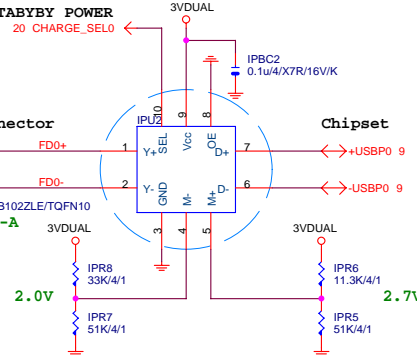 TABYBY POWER
3VDUAL
20 CHARGE_SEL0
IPBC2
0.1u/4/X7R/16V/K
10
9
8
nector
Chipset
SEL
Vcc
OE
FD0+
1
Y+
D+
7
+USBP0 9
FD0-
2
Y-
D-
6
-USBP0 9
GND
M-
M+
B102ZLE/TQFN10
-A
3
4
5
3VDUAL
3VDUAL
IPR8
33K/4/1
IPR6
11.3K/4/1
2.0V
2.7V
IPR7
51K/4/1
IPR5
51K/4/1